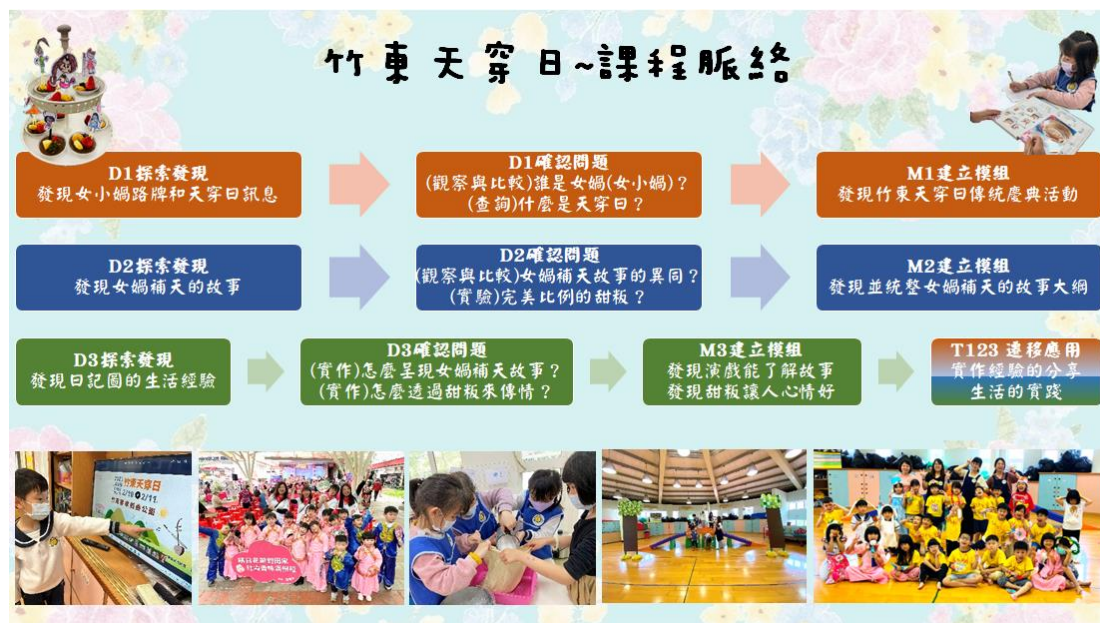 竹東天穿日~課程脈絡
D1探索發現
發現女小媧路牌和天穿日訊息
D1確認問題
(觀察與比較)誰是女媧(女小媧)？
(查詢)什麼是天穿日？
M1建立模組
發現竹東天穿日傳統慶典活動
D2探索發現
發現女媧補天的故事
D2確認問題
(觀察與比較)女媧補天故事的異同？
(實驗)完美比例的甜粄？
M2建立模組
發現並統整女媧補天的故事大綱
D3探索發現
發現日記圖的生活經驗
D3確認問題
(實作)怎麼呈現女媧補天故事？
(實作)怎麼透過甜粄來傳情？
M3建立模組
發現演戲能了解故事
發現甜粄讓人心情好
T123 遷移應用
實作經驗的分享
生活的實踐
竹東天穿日